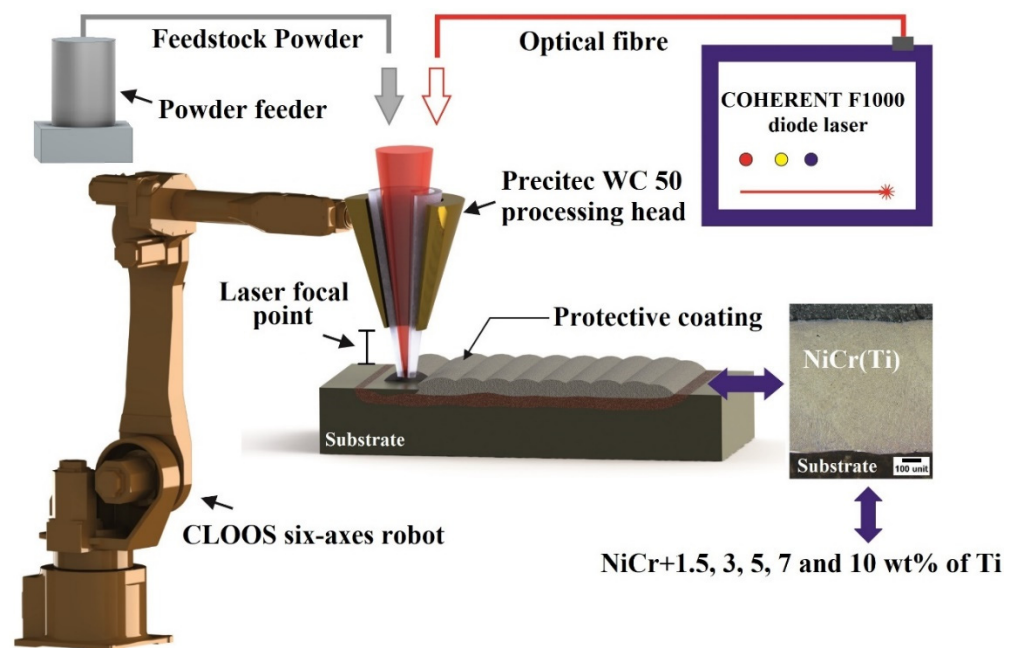 Feedstock Powder
Optical fibre
Powder feeder
COHERENT F1000
diode laser
Precitec WC 50
processing head
Laser focal
point
Protective coating
NiCr(Ti)
Substrate
Substrate
100 unit
CLOOS six-axes robot
NiCr+1.5, 3, 5, 7 and 10 wt% of Ti